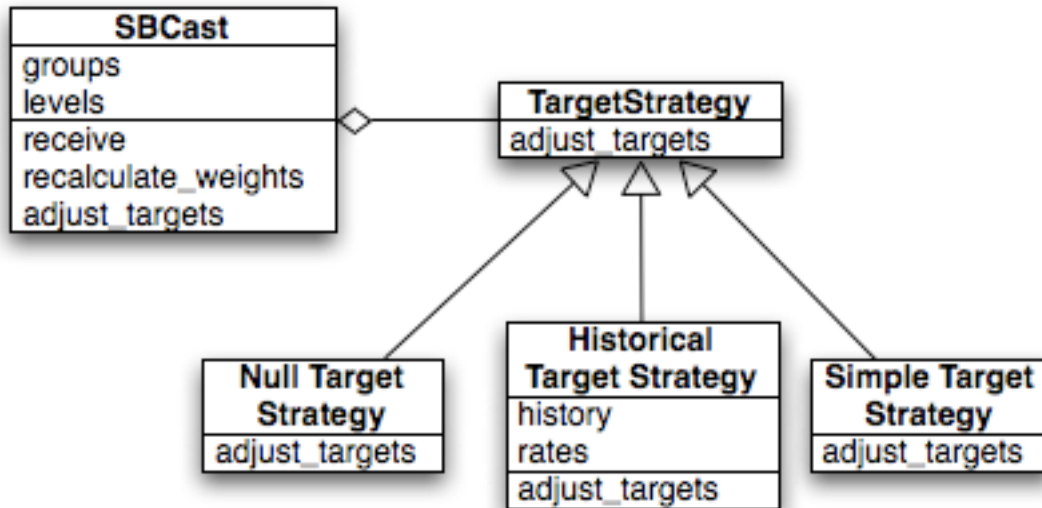 SBCast
groups
levels
receive
recalculate_weights
adjust_targets
TargetStrategy
adjust_targets
Null Target
Strategy
adjust_targets
Historical
Target Strategy
history
rates
adjust_targets
Simple Target
Strategy
adjust_targets